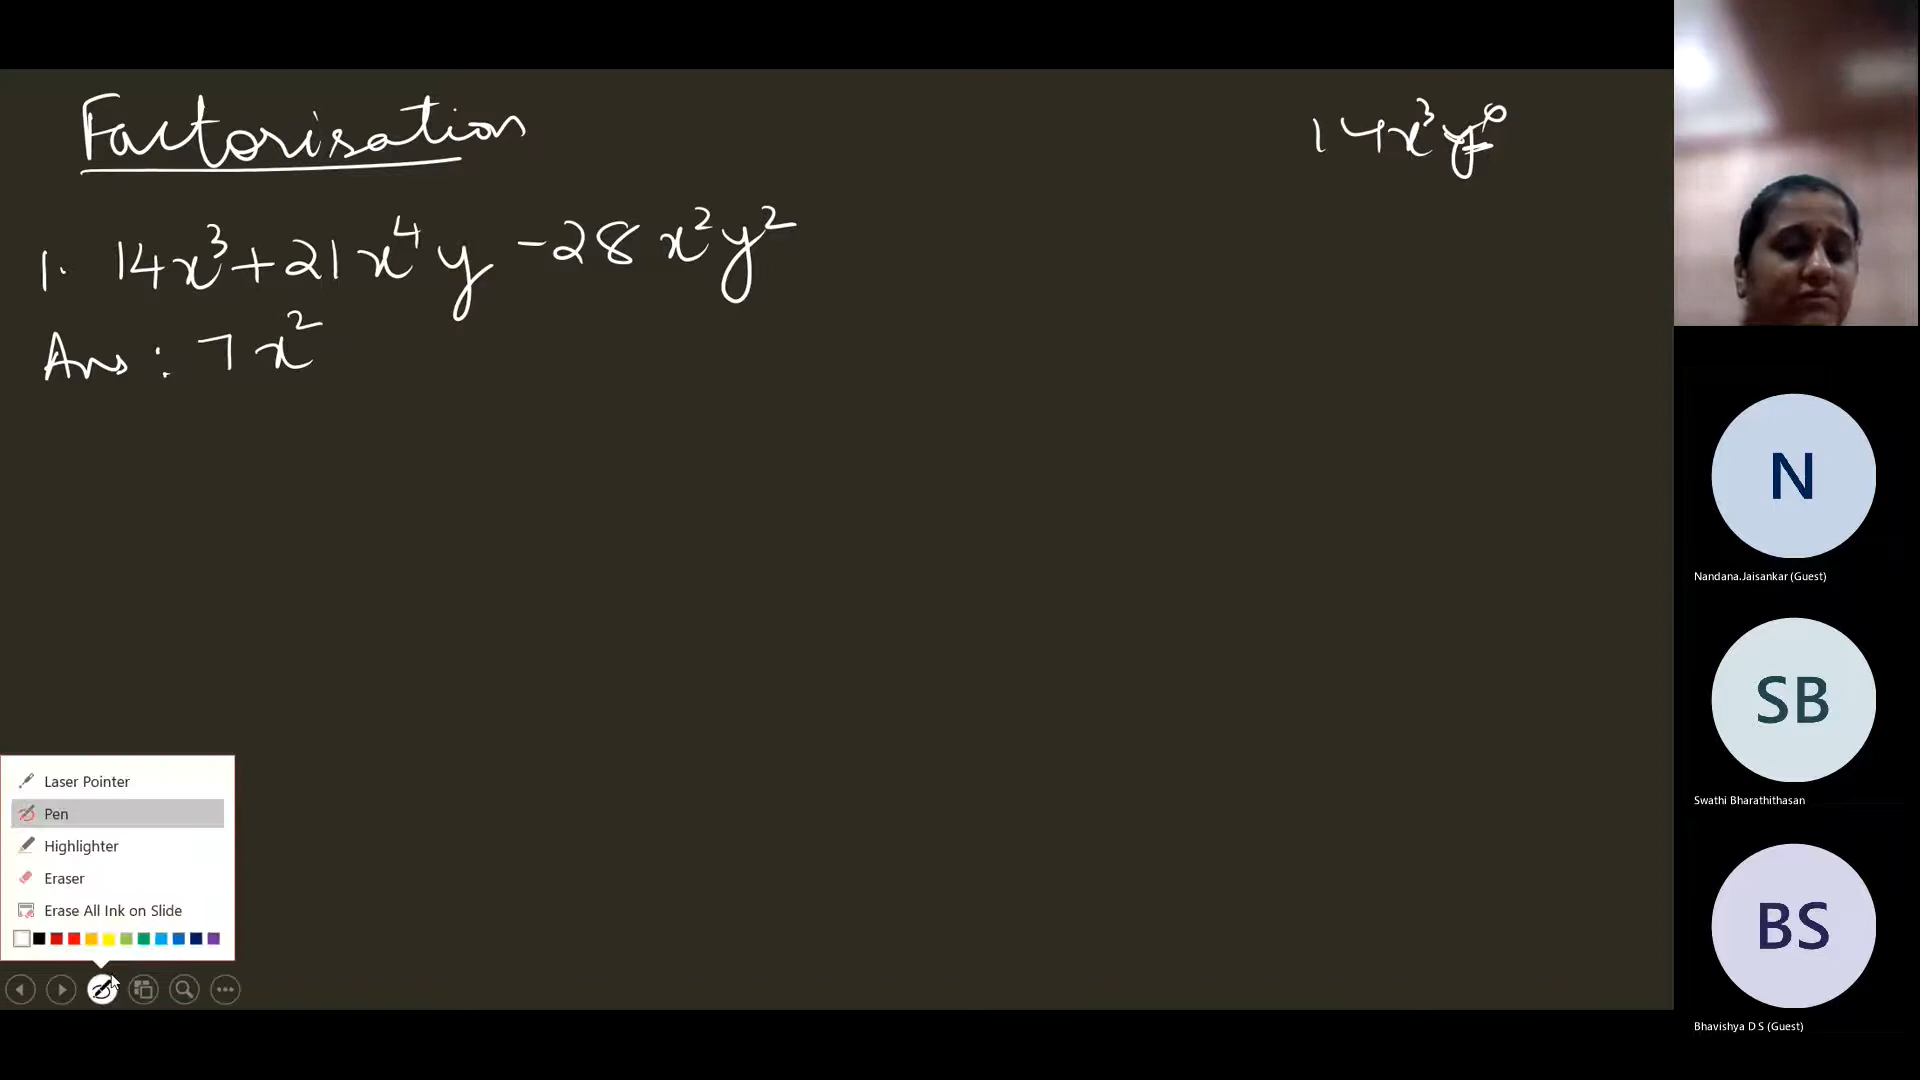 Factorisation
14x³y⁰
1. 14x³+21x⁴y -28x²y²
Ans : 7x²
Laser Pointer
Pen
Highlighter
Eraser
Erase All Ink on Slide
N
Nandana.Jaisankar (Guest)
SB
Swathi Bharathithasan
BS
Bhavishya D S (Guest)